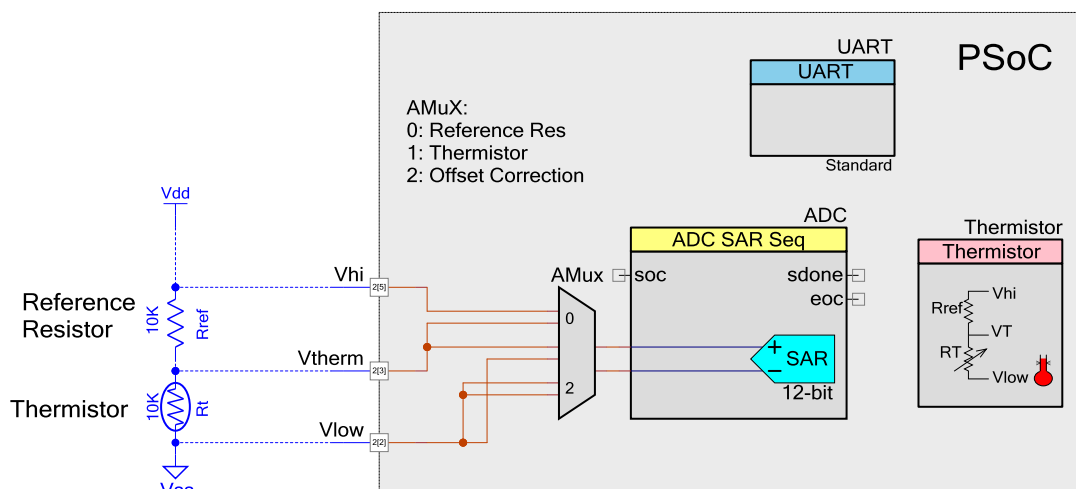 UART
PSoC
UART
AMuX:
0: Reference Res
1: Thermistor
2: Offset Correction
Standard
Vdd
ADC
Thermistor
ADC SAR Seq
Thermistor
Vhi
2[5]
AMux
soc
sdone
eoc
Vhi
Reference
Resistor
10K
Rref
0
Rref
VT
Vtherm
2[3]
+
SAR
−
RT
Vlow
12-bit
Thermistor
10K
Rt
2
Vlow
2[2]